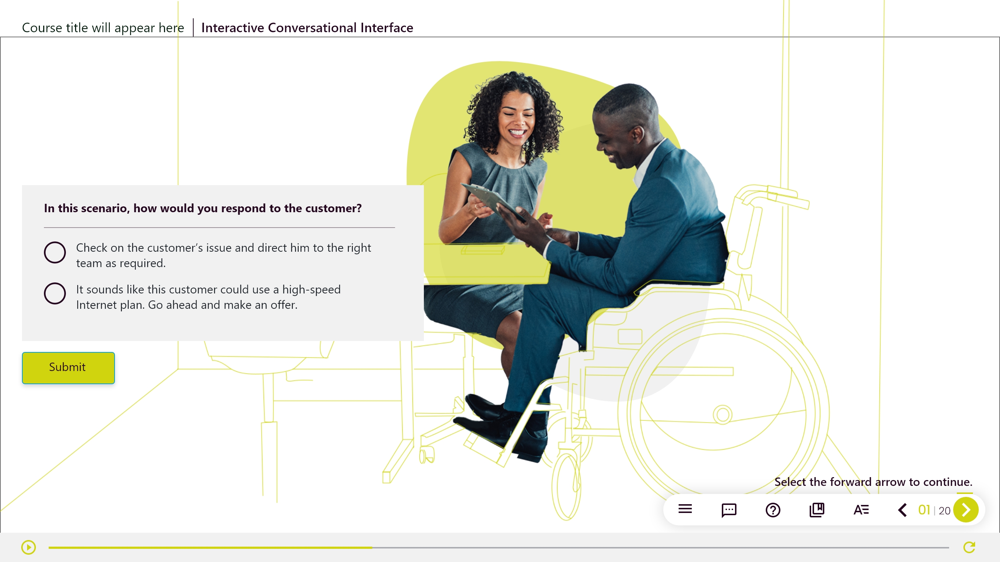 Course title will appear here | Interactive Conversational Interface
In this scenario, how would you respond to the customer?
Check on the customer’s issue and direct him to the right
team as required.
It sounds like this customer could use a high-speed
Internet plan. Go ahead and make an offer.
Submit
Select the forward arrow to continue.
01 | 20